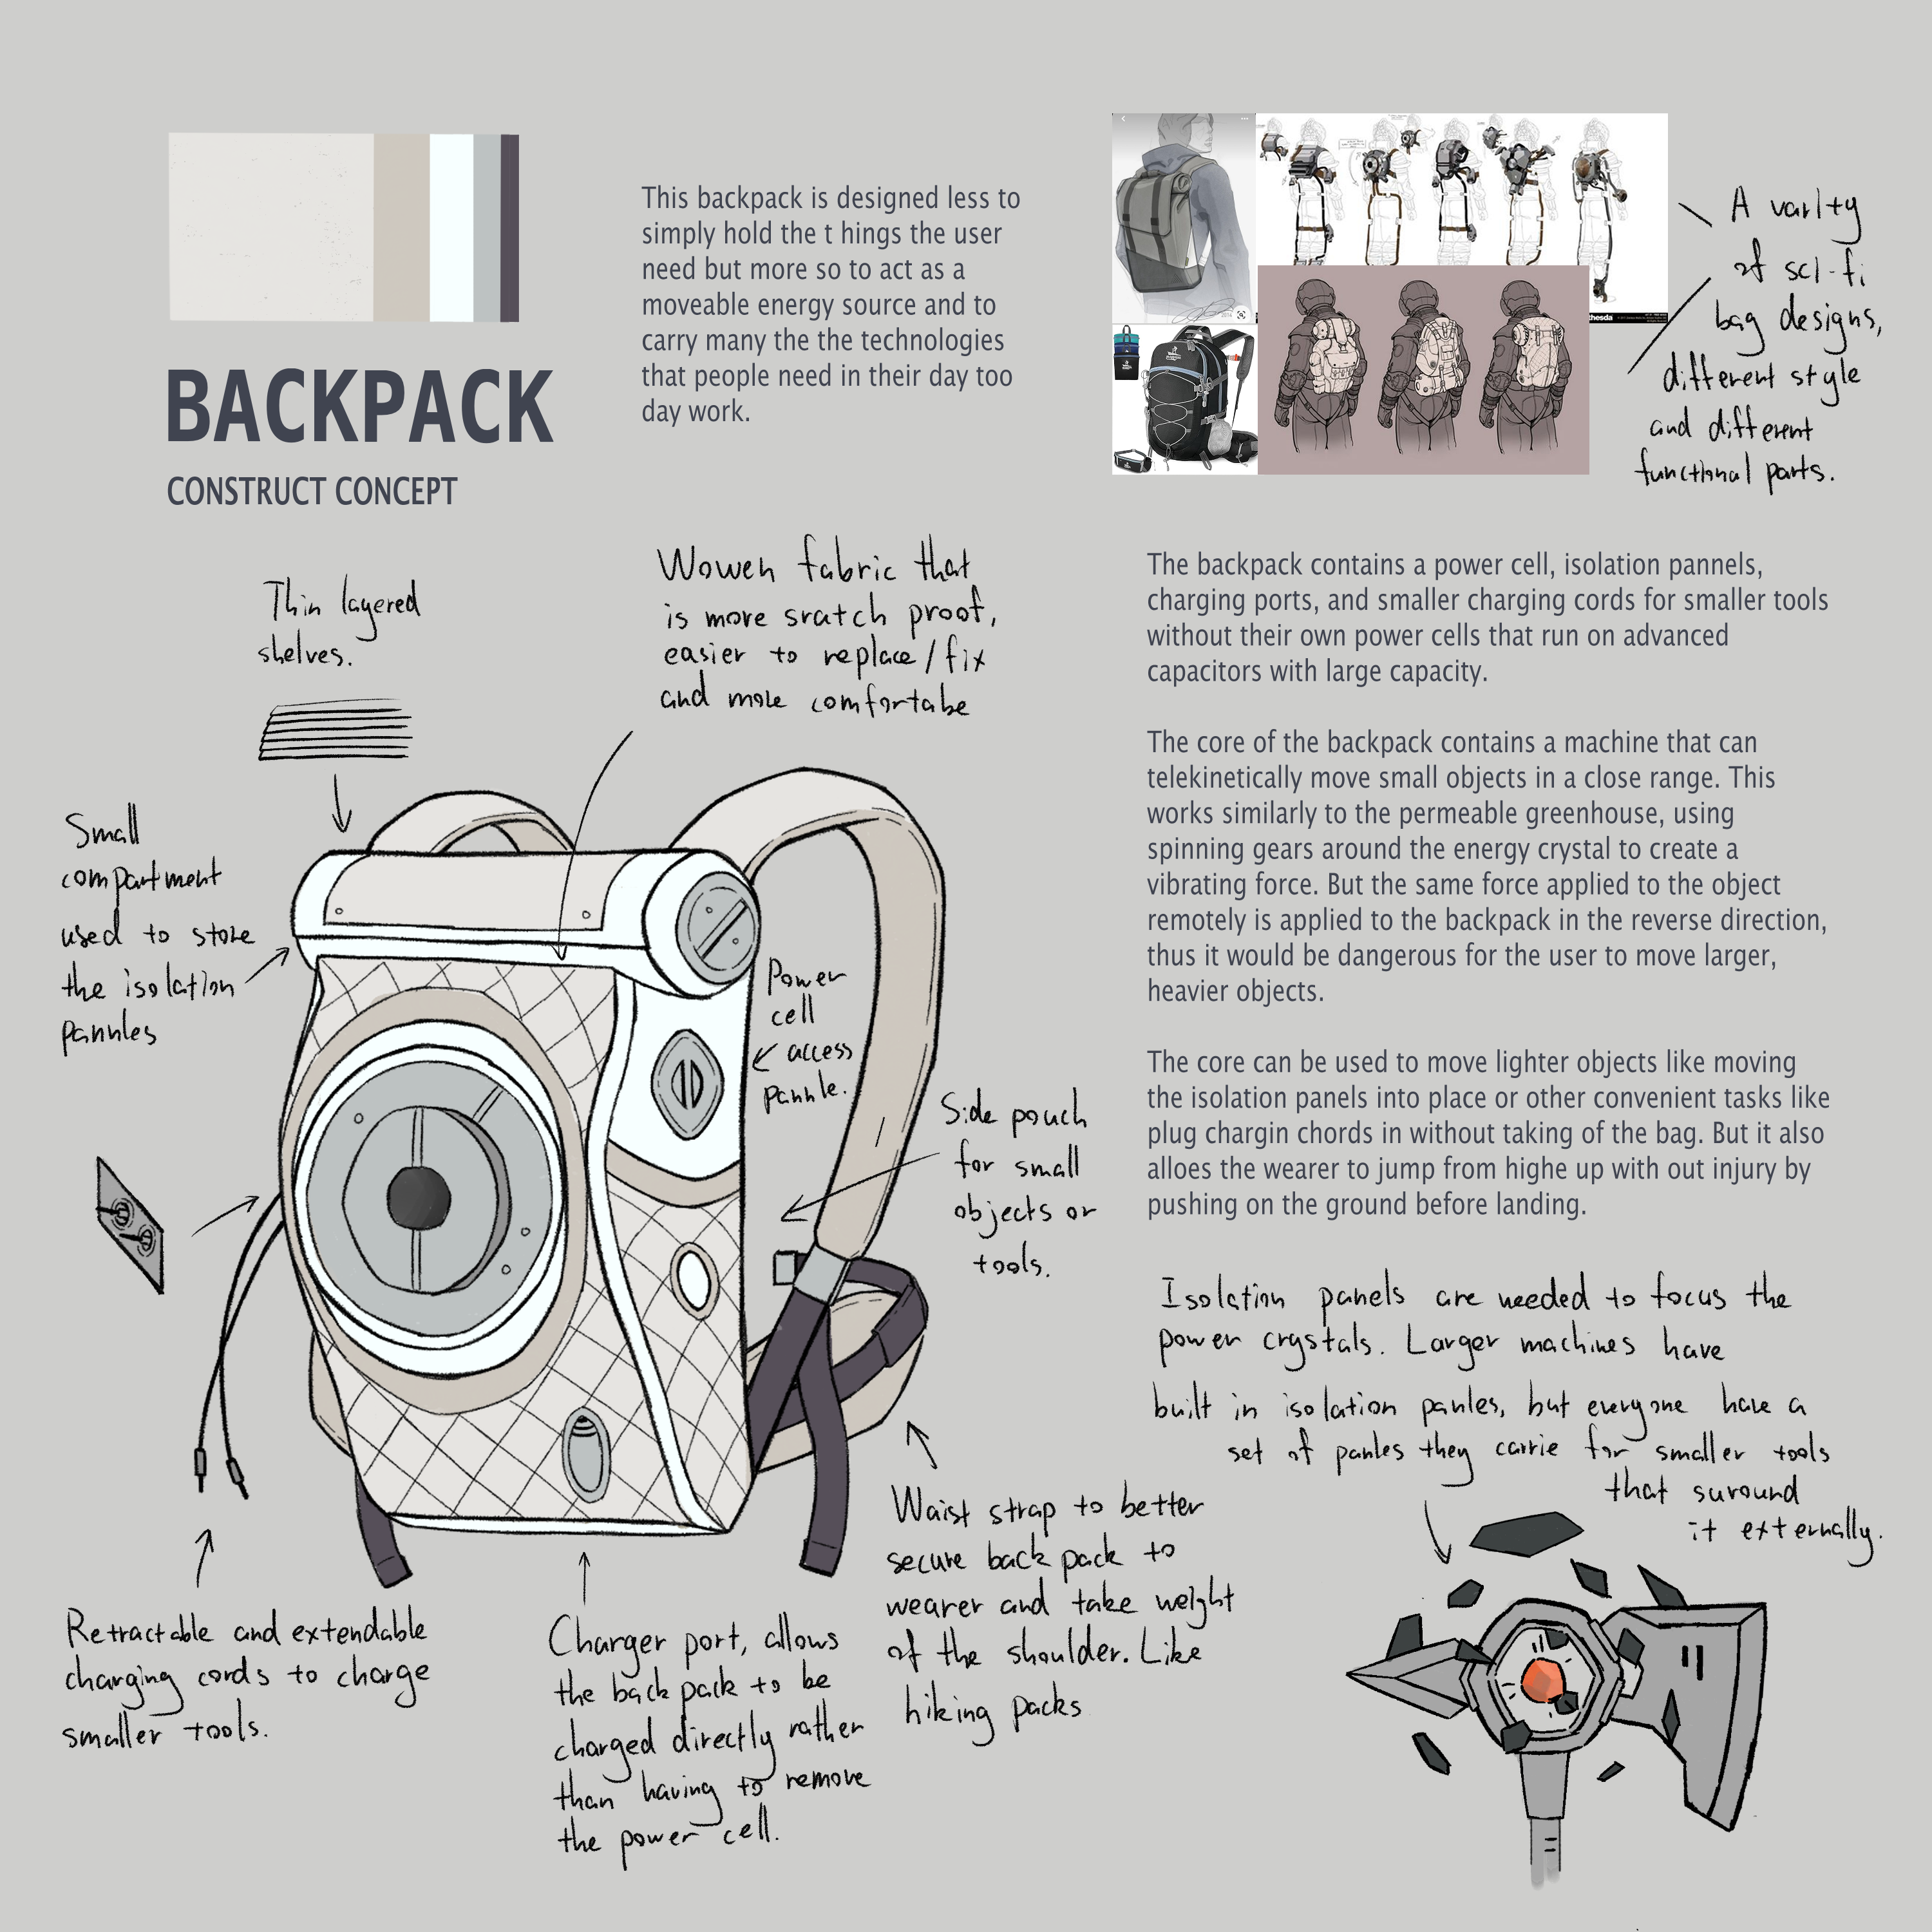 BACKPACK
CONSTRUCT CONCEPT
This backpack is designed less to
simply hold the t hings the user
need but more so to act as a
moveable energy source and to
carry many the the technologies
that people need in their day too
day work.
thesda
A varity
of sci-fi
bag designs,
different style
and different
functional parts.
The backpack contains a power cell, isolation pannels,
charging ports, and smaller charging cords for smaller tools
without their own power cells that run on advanced
capacitors with large capacity.
The core of the backpack contains a machine that can
telekinetically move small objects in a close range. This
works similarly to the permeable greenhouse, using
spinning gears around the energy crystal to create a
vibrating force. But the same force applied to the object
remotely is applied to the backpack in the reverse direction,
thus it would be dangerous for the user to move larger,
heavier objects.
The core can be used to move lighter objects like moving
the isolation panels into place or other convenient tasks like
plug chargin chords in without taking of the bag. But it also
alloes the wearer to jump from highe up with out injury by
pushing on the ground before landing.
Thin layered
shelves.
Wowen fabric that
is more sratch proof,
easier to replace/fix
and more comfortabe
Small
compartment
used to store
the isolation
pannles
Power
cell
access
pannle.
Side pouch
for small
objects or
tools.
Isolation panels are needed to focus the
power crystals. Larger machines have
built in isolation panles, but everyone have a
set of panles they carrie for smaller tools
that suround
it externally.
Retractable and extendable
charging cords to charge
smaller tools.
Charger port, allows
the back pack to be
charged directly rather
than having to remove
the power cell.
Waist strap to better
secure back pack to
wearer and take weight
of the shoulder. Like
hiking packs